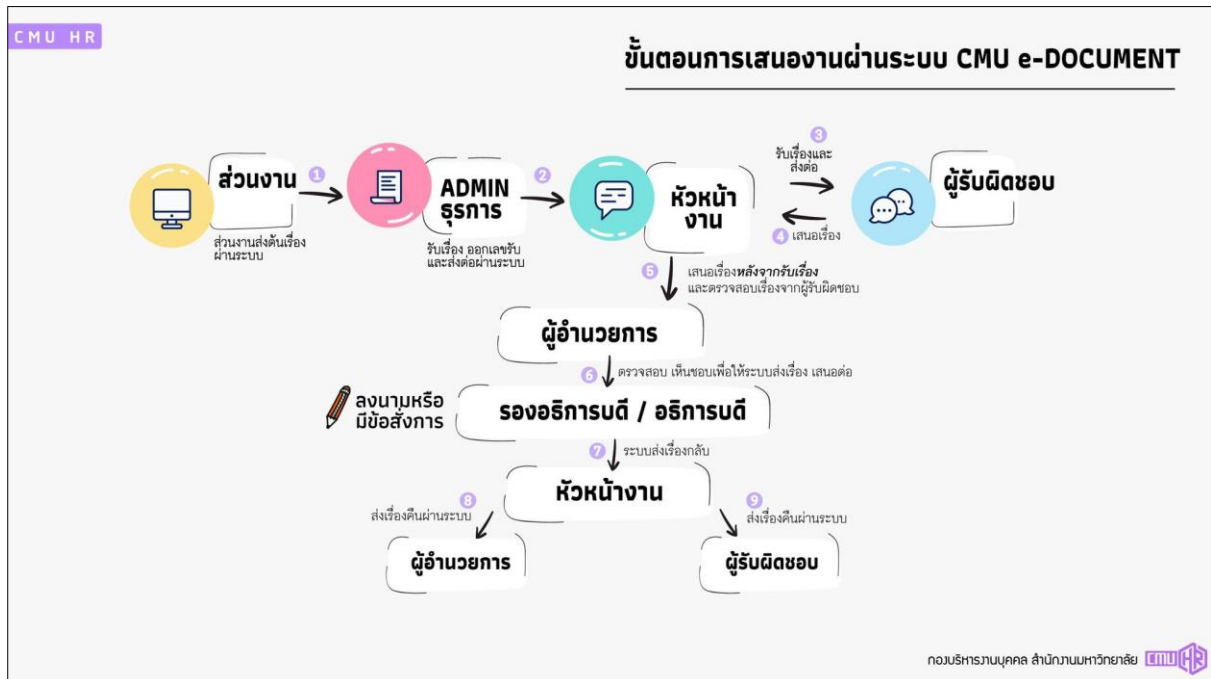 CMU HR
ขั้นตอนการเสนองานผ่านระบบ CMU e-DOCUMENT
ส่วนงาน
ส่วนงานส่งต้นเรื่อง
ผ่านระบบ
1
ADMIN
ธุรการ
รับเรื่อง ออกเลขรับ
และส่งต่อผ่านระบบ
2
หัวหน้า
งาน
3
รับเรื่องและ
ส่งต่อ
4 เสนอเรื่อง
ผู้รับผิดชอบ
5 เสนอเรื่องหลังจากรับเรื่อง
และตรวจสอบเรื่องจากผู้รับผิดชอบ
ผู้อำนวยการ
6 ตรวจสอบ เห็นชอบเพื่อให้ระบบส่งเรื่อง เสนอต่อ
ลงนามหรือ
มีข้อสั่งการ
รองอธิการบดี / อธิการบดี
7 ระบบส่งเรื่องกลับ
หัวหน้างาน
8
ส่งเรื่องคืนผ่านระบบ
9
ส่งเรื่องคืนผ่านระบบ
ผู้อำนวยการ
ผู้รับผิดชอบ
กองบริหารงานบุคคล สำนักงานมหาวิทยาลัย CMU HR